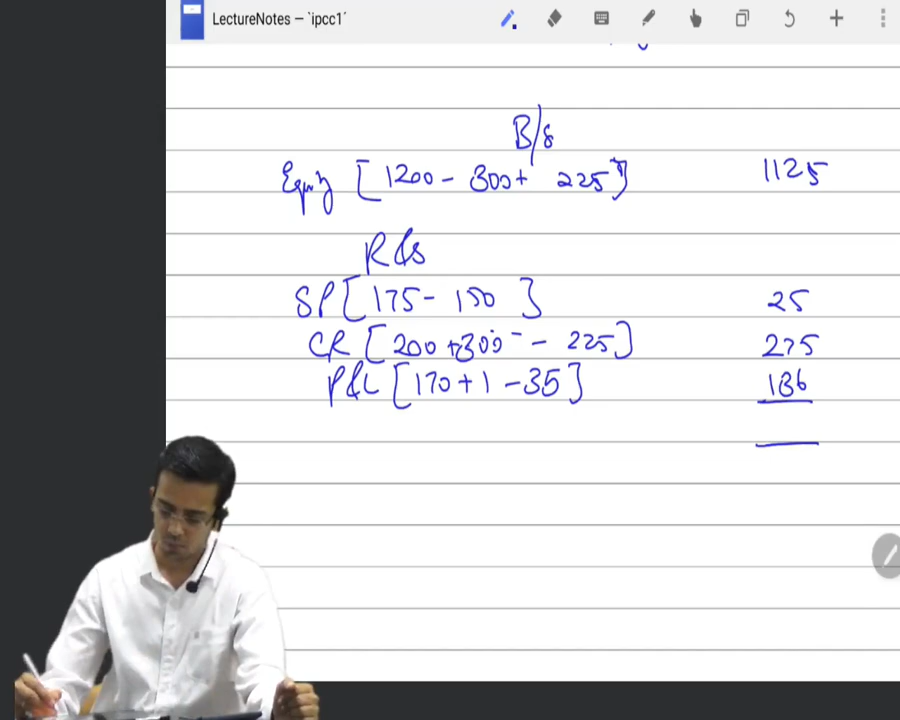 LectureNotes – `ipcc1`
B/S
Equity [1200 - 300 + 225] 1125
R&S
SP [175 - 150] 25
CR [200 + 300 - 225] 275
P&L [170 + 1 - 35] 136